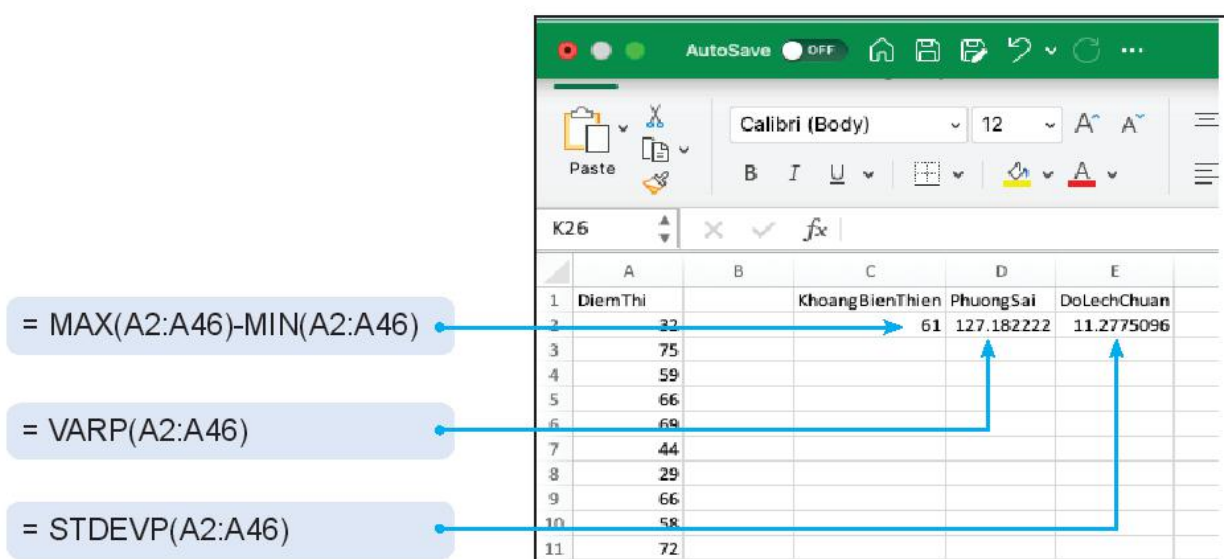 AutoSave OFF
Calibri (Body) 12 A A
Paste B I U A
K26 fx
A B C D E
1 DiemThi KhoangBienThien PhuongSai DoLechChuan
= MAX(A2:A46)-MIN(A2:A46) 2 32 61 127.182222 11.2775096
3 75
4 59
5 66
= VARP(A2:A46) 6 69
7 44
8 29
9 66
= STDEVP(A2:A46) 10 58
11 72